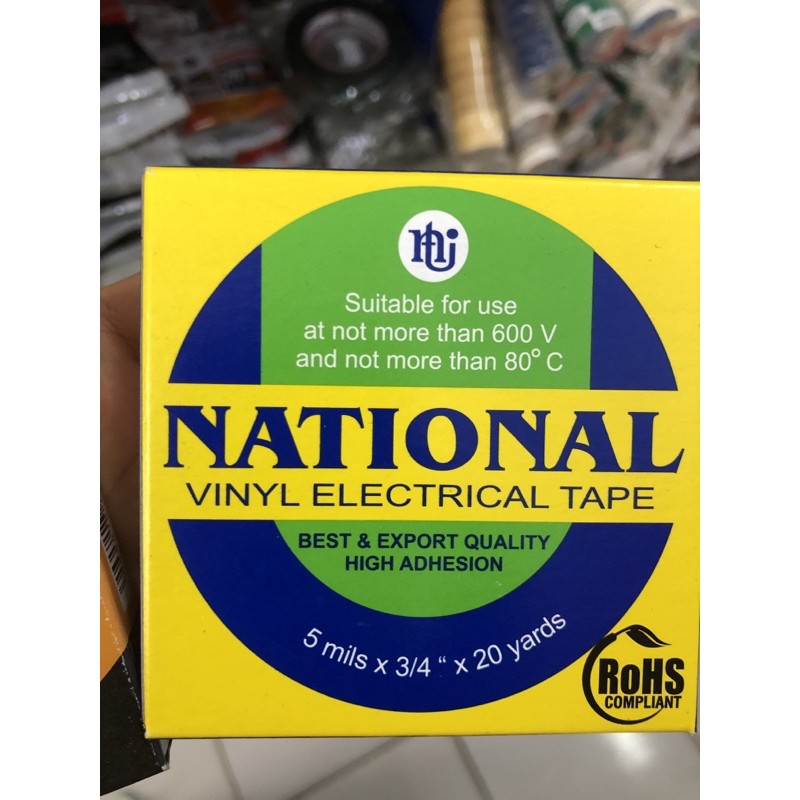 Suitable for use
at not more than 600 V
and not more than 80° C
NATIONAL
VINYL ELECTRICAL TAPE
BEST & EXPORT QUALITY
HIGH ADHESION
5 mils x 3/4 " x 20 yards
RoHS
COMPLIANT